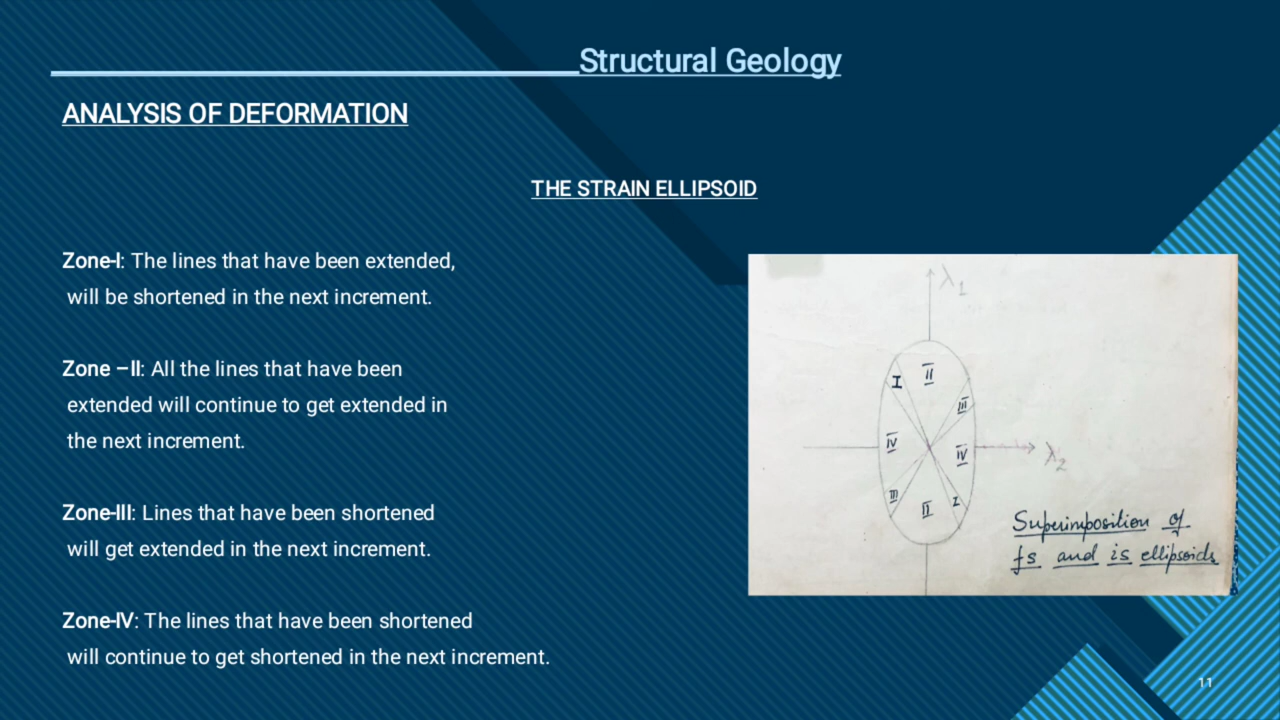 Structural Geology
ANALYSIS OF DEFORMATION
THE STRAIN ELLIPSOID
Zone-I: The lines that have been extended,
will be shortened in the next increment.
Zone –II: All the lines that have been
extended will continue to get extended in
the next increment.
Zone-III: Lines that have been shortened
will get extended in the next increment.
Zone-IV: The lines that have been shortened
will continue to get shortened in the next increment.
λ1
I
II
III
IV
IV
λ2
III
II
I
Superimposition of
fs and is ellipsoids
11